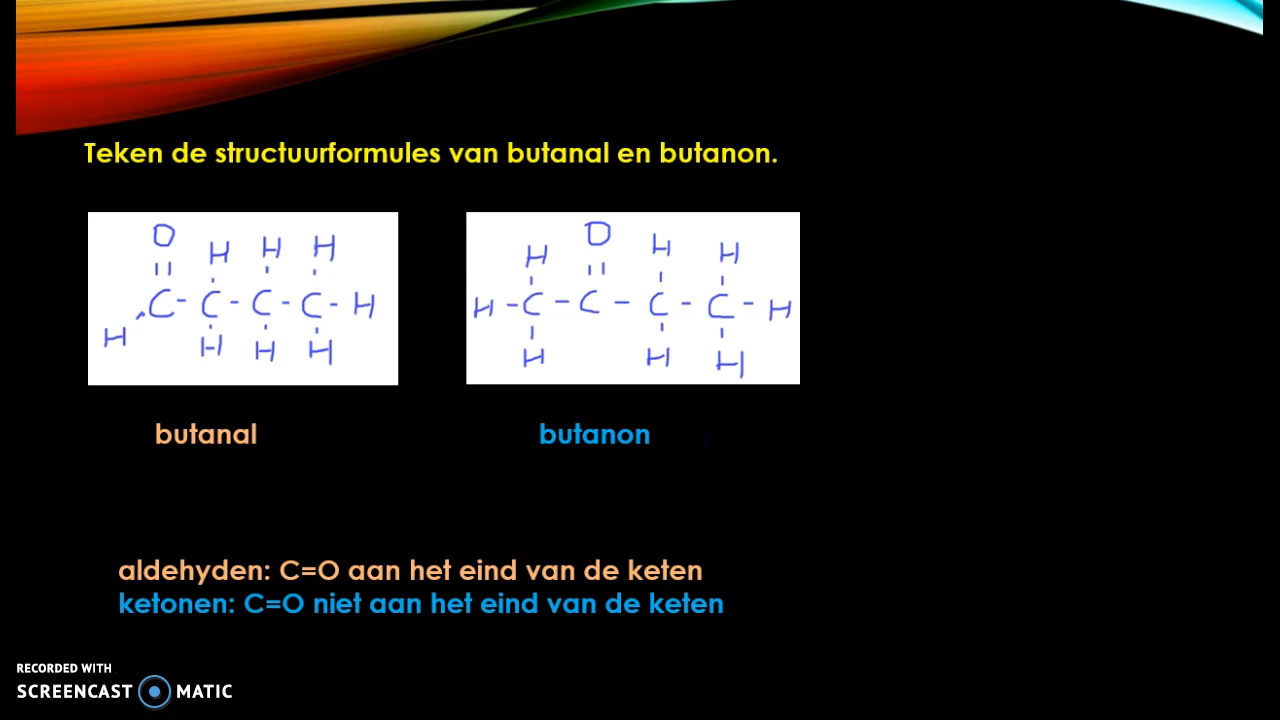 Teken de structuurformules van butanal en butanon.
O H H H
C - C - C - C - H
H H H H
H O H H
H - C - C - C - C - H
H H H
butanal
butanon
aldehyden: C=O aan het eind van de keten
ketonen: C=O niet aan het eind van de keten
RECORDED WITH
SCREENCAST MATIC